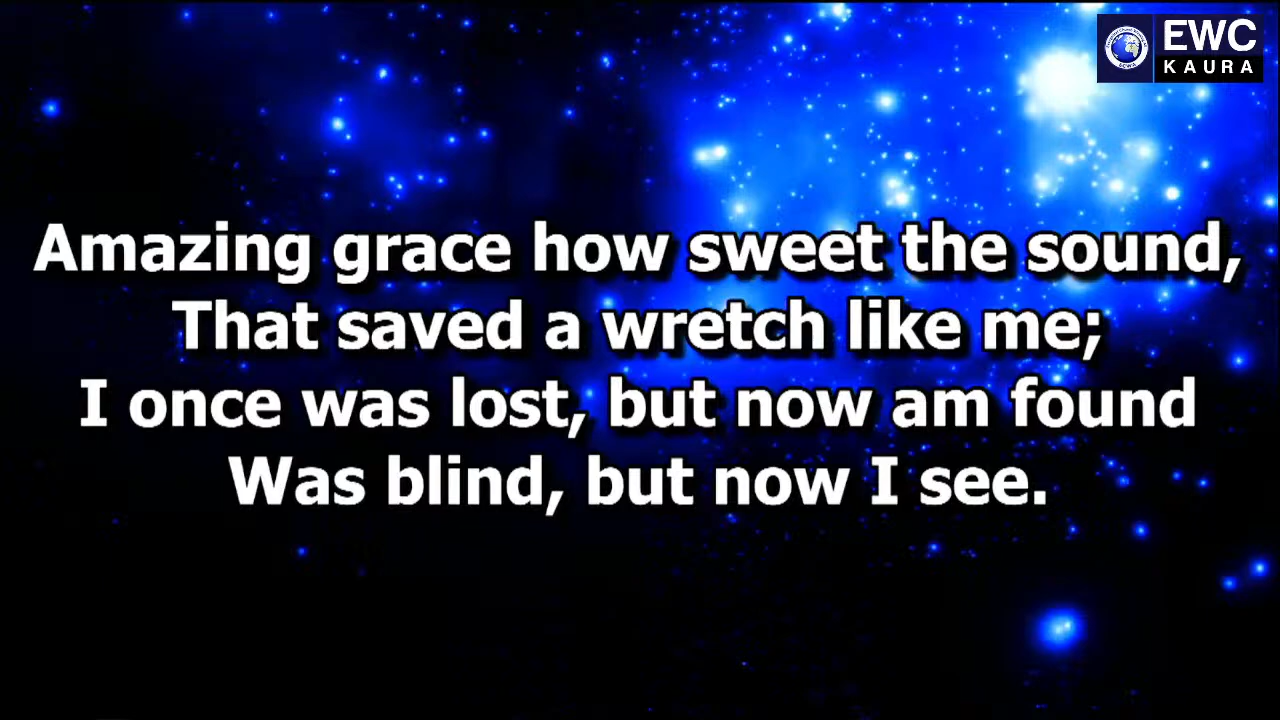 EWC
KAURA
Amazing grace how sweet the sound,
That saved a wretch like me;
I once was lost, but now am found
Was blind, but now I see.